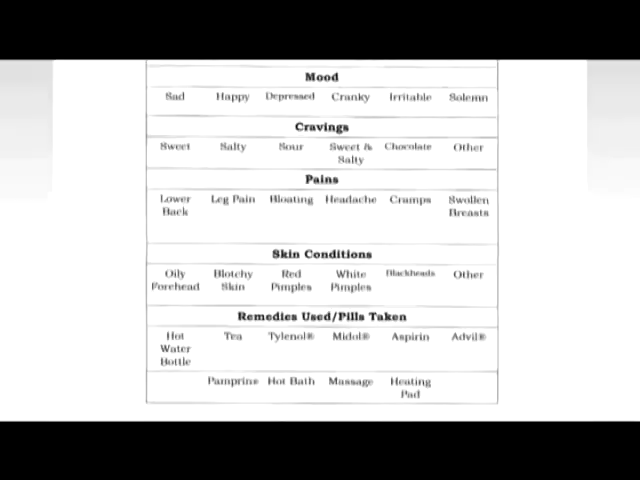 Mood
Sad Happy Depressed Cranky Irritable Solemn
Cravings
Sweet Salty Sour Sweet & Chocolate Other
Salty
Pains
Lower Leg Pain Bloating Headache Cramps Swollen
Back Breasts
Skin Conditions
Oily Blotchy Red White Blackheads Other
Forehead Skin Pimples Pimples
Remedies Used/Pills Taken
Hot Tea Tylenol® Midol® Aspirin Advil®
Water
Bottle
Pamprine Hot Bath Massage Heating
Pad